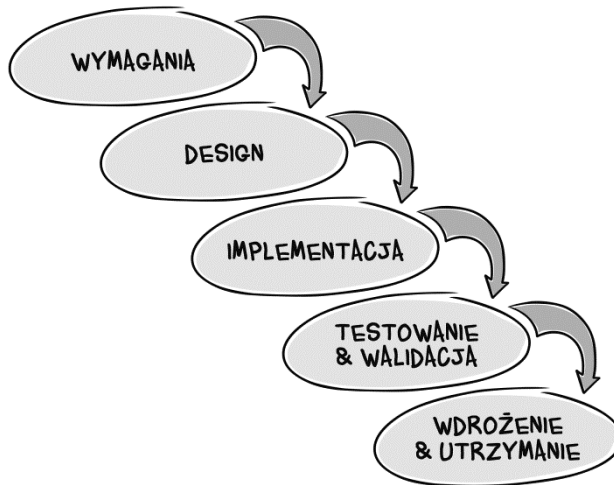 WYMAGANIA
DESIGN
IMPLEMENTACJA
TESTOWANIE
& WALIDACJA
WDROŻENIE
& UTRZYMANIE